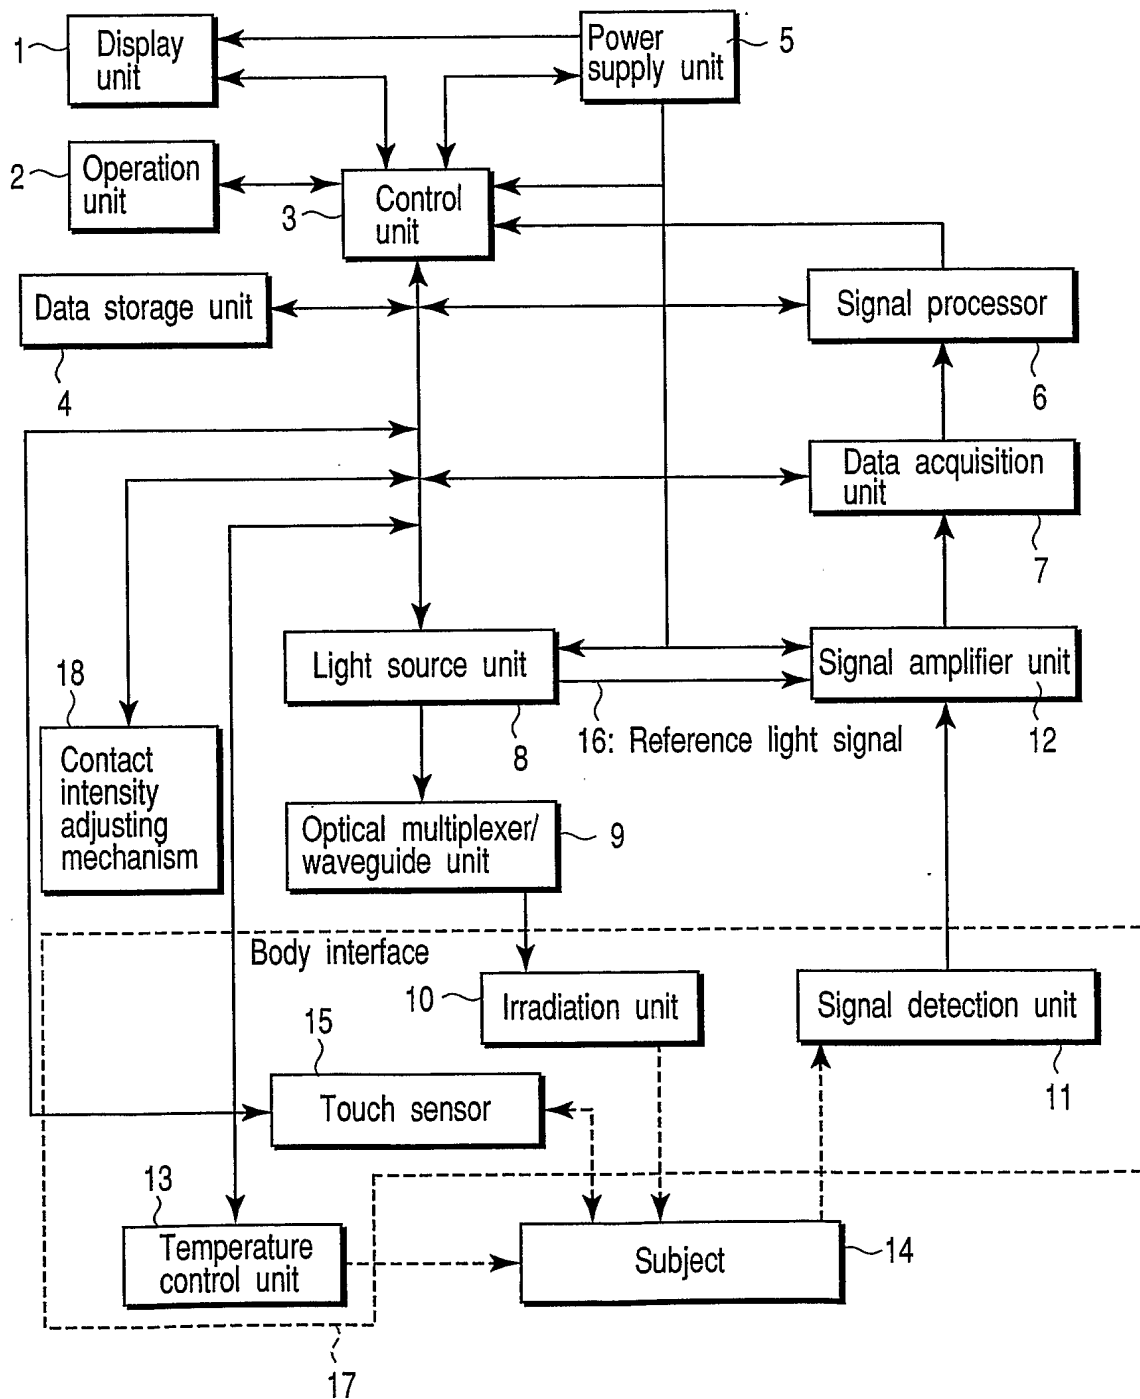 1
Display
unit
Power
supply unit
5
2
Operation
unit
3
Control
unit
Data storage unit
4
Signal processor
6
Data acquisition
unit
7
18
Contact
intensity
adjusting
mechanism
Light source unit
8
Signal amplifier unit
12
16: Reference light signal
Optical multiplexer/
waveguide unit
9
Body interface
10
Irradiation unit
Signal detection unit
11
15
Touch sensor
13
Temperature
control unit
Subject
14
17